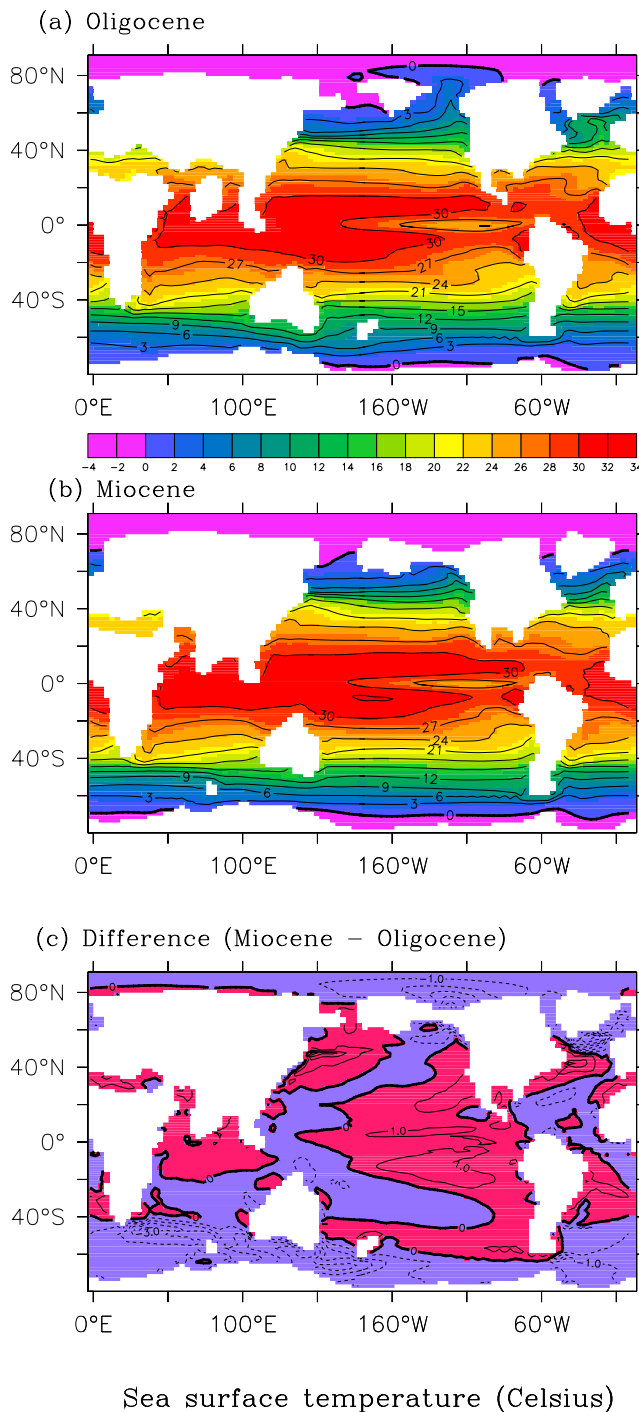 (a) Oligocene
80°N
40°N
0°
40°S
0
3
30
30
30
27
27
24
21
15
12
9
9
6
6
3
3
0
0°E
100°E
160°W
60°W
-4 -2 0 2 4 6 8 10 12 14 16 18 20 22 24 26 28 30 32 34
(b) Miocene
80°N
40°N
0°
40°S
30
30
27
24
21
12
9
9
6
6
3
3
0
0°E
100°E
160°W
60°W
(c) Difference (Miocene – Oligocene)
80°N
40°N
0°
40°S
0
1.0
0
1.0
0
0
0
1.0
0°E
100°E
160°W
60°W
Sea surface temperature (Celsius)